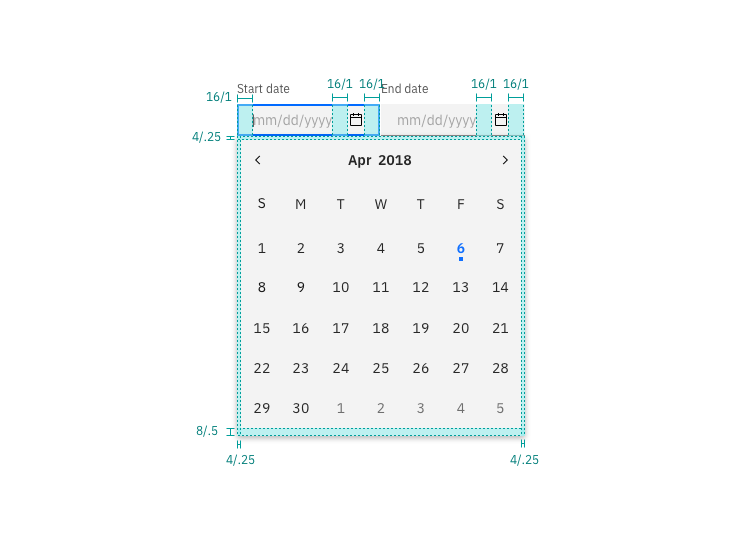 16/1 16/1 16/1 16/1
Start date End date
16/1
mm/dd/yyyy mm/dd/yyyy
4/.25
Apr 2018
S M T W T F S
1 2 3 4 5 6 7
8 9 10 11 12 13 14
15 16 17 18 19 20 21
22 23 24 25 26 27 28
29 30 1 2 3 4 5
8/.5
4/.25 4/.25